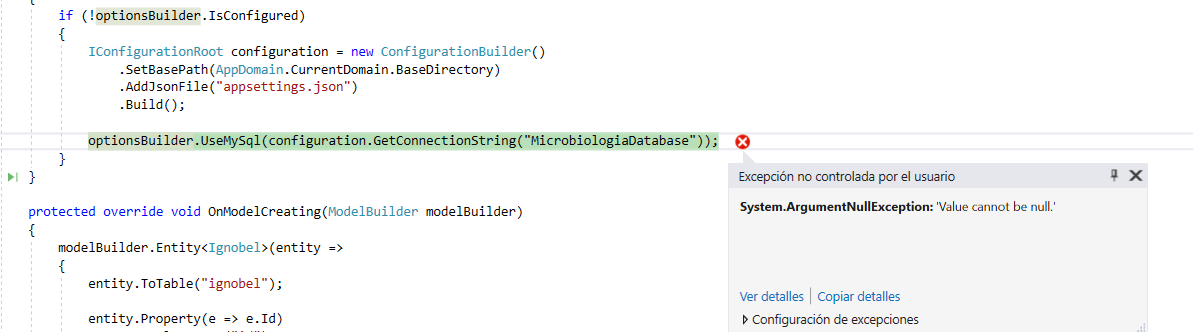 {
if (!optionsBuilder.IsConfigured)
{
IConfigurationRoot configuration = new ConfigurationBuilder()
.SetBasePath(AppDomain.CurrentDomain.BaseDirectory)
.AddJsonFile("appsettings.json")
.Build();
optionsBuilder.UseMySql(configuration.GetConnectionString("MicrobiologiaDatabase"));
}
}
Excepción no controlada por el usuario
System.ArgumentNullException: 'Value cannot be null.'
protected override void OnModelCreating(ModelBuilder modelBuilder)
{
modelBuilder.Entity<Ignobel>(entity =>
{
entity.ToTable("ignobel");
entity.Property(e => e.Id)
Ver detalles | Copiar detalles
Configuración de excepciones